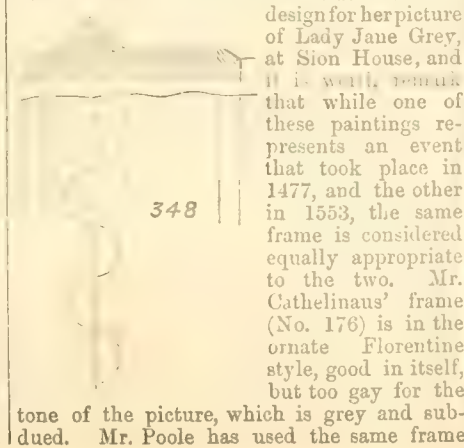 design for her picture
of Lady Jane Grey,
at Sion House, and
it is worth remark
that while one of
these paintings re-
presents an event
that took place in
1477, and the other
in 1553, the same
frame is considered
equally appropriate
to the two. Mr.
Cathelinaus' frame
(No. 176) is in the
ornate Florentine
style, good in itself,
but too gay for the
tone of the picture, which is grey and sub-
dued. Mr. Poole has used the same frame
348